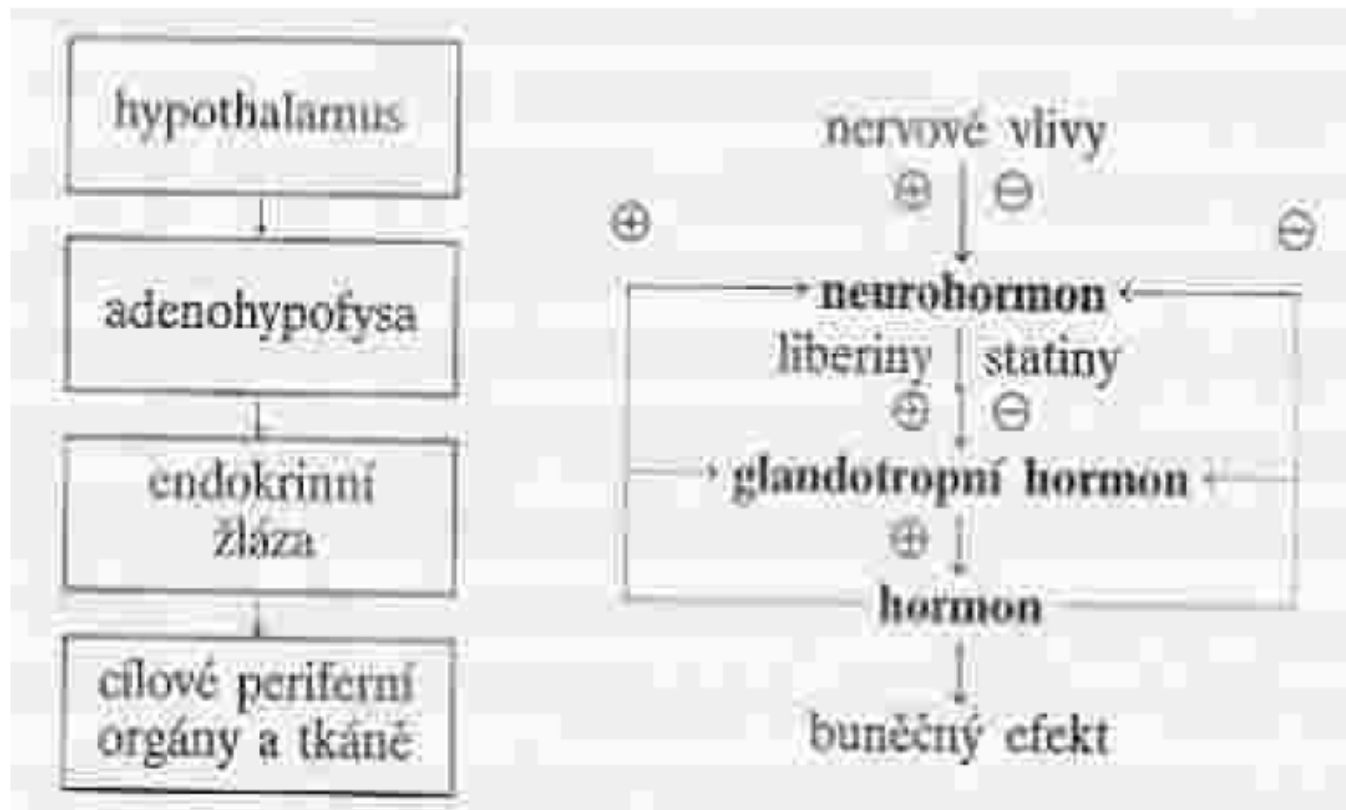 hypothalamus
adenohypofysa
endokrinní
žláza
cílové periferní
orgány a tkáně
nervové vlivy
⊕ ⊖
⊕ ⊖
neurohormon
liberiny statiny
⊕ ⊖
glandotropní hormon
⊕
hormon
buněčný efekt